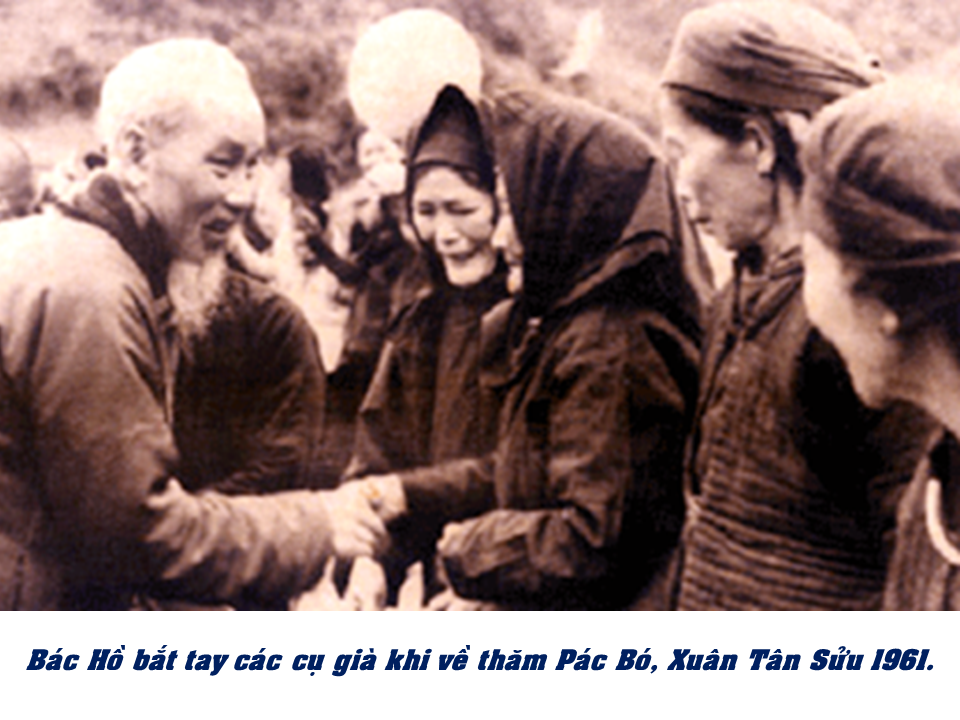 Bác Hồ bắt tay các cụ già khi về thăm Pác Bó, Xuân Tân Sửu 1961.